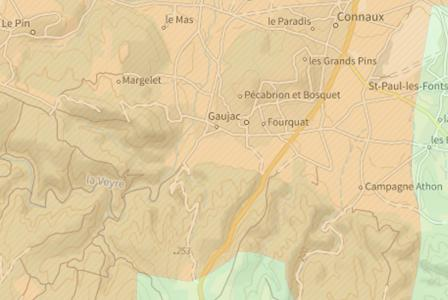 Le Pin
le Mas
le Paradis
Connaux
les Grands Pins
Margelet
Pécabrion et Bosquet
St-Paul-les-Fonts
Gaujac
Fourquat
la Veyre
Campagne Athon
253